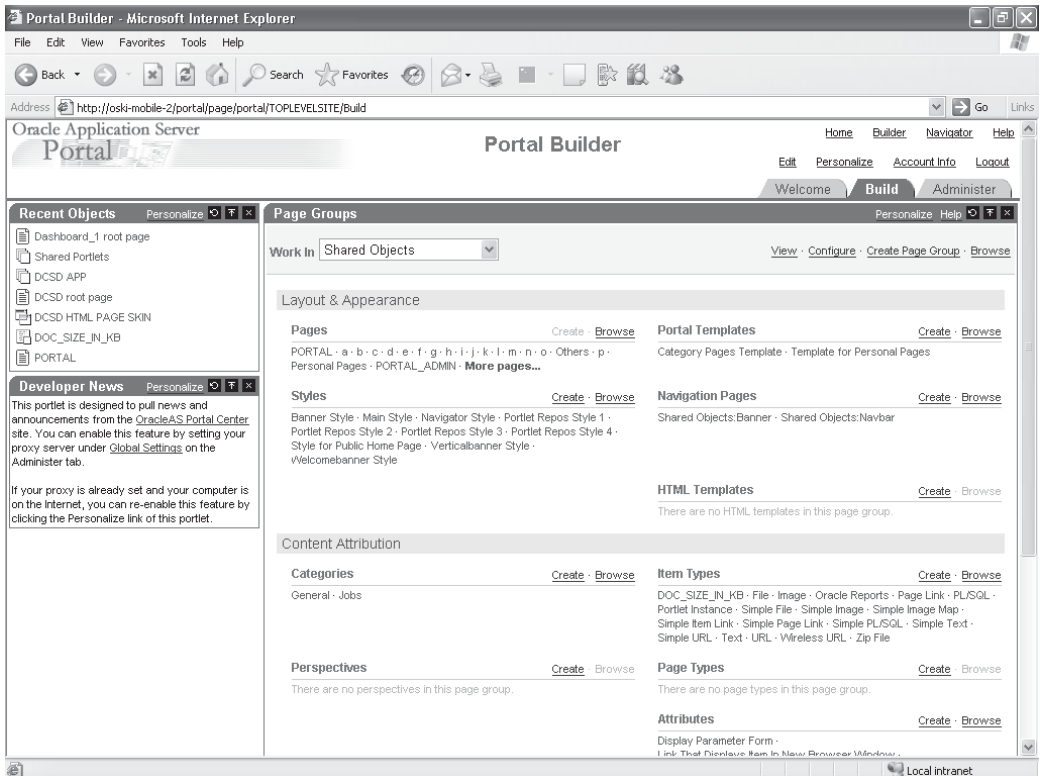 Portal Builder - Microsoft Internet Explorer
File Edit View Favorites Tools Help
Back Search Favorites
Address http://oski-mobile-2/portal/page/portal/TOPLEVELSITE/Build Go Links
Oracle Application Server
Portal
Portal Builder
Home Builder Navigator Help
Edit Personalize Account Info Logout
Welcome Build Administer
Recent Objects Personalize
Dashboard_1 root page
Shared Portlets
DCSD APP
DCSD root page
DCSD HTML PAGE SKIN
DOC_SIZE_IN_KB
PORTAL
Developer News Personalize
This portlet is designed to pull news and
announcements from the OracleAS Portal Center
site. You can enable this feature by setting your
proxy server under Global Settings on the
Administer tab.
If your proxy is already set and your computer is
on the Internet, you can re-enable this feature by
clicking the Personalize link of this portlet.
Page Groups Personalize Help
Work In Shared Objects View · Configure · Create Page Group · Browse
Layout & Appearance
Pages Create · Browse
PORTAL · a · b · c · d · e · f · g · h · i · j · k · l · m · n · o · Others · p ·
Personal Pages · PORTAL_ADMIN · More pages...
Portal Templates Create · Browse
Category Pages Template · Template for Personal Pages
Styles Create · Browse
Banner Style · Main Style · Navigator Style · Portlet Repos Style 1 ·
Portlet Repos Style 2 · Portlet Repos Style 3 · Portlet Repos Style 4 ·
Style for Public Home Page · Verticalbanner Style ·
Welcomebanner Style
Navigation Pages Create · Browse
Shared Objects:Banner · Shared Objects:Navbar
HTML Templates Create · Browse
There are no HTML templates in this page group.
Content Attribution
Categories Create · Browse
General · Jobs
Item Types Create · Browse
DOC_SIZE_IN_KB · File · Image · Oracle Reports · Page Link · PL/SQL ·
Portlet Instance · Simple File · Simple Image · Simple Image Map ·
Simple Item Link · Simple Page Link · Simple PL/SQL · Simple Text ·
Simple URL · Text · URL · Wireless URL · Zip File
Perspectives Create · Browse
There are no perspectives in this page group.
Page Types Create · Browse
There are no page types in this page group.
Attributes Create · Browse
Display Parameter Form ·
Link That Displays Item In New Browser Window ·
Local intranet